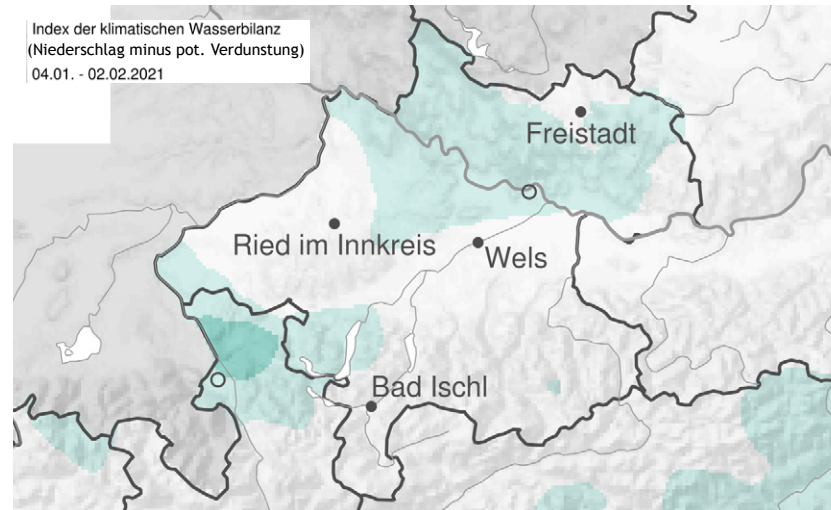 Index der klimatischen Wasserbilanz
(Niederschlag minus pot. Verdunstung)
04.01. - 02.02.2021
Freistadt
Ried im Innkreis
Wels
Bad Ischl